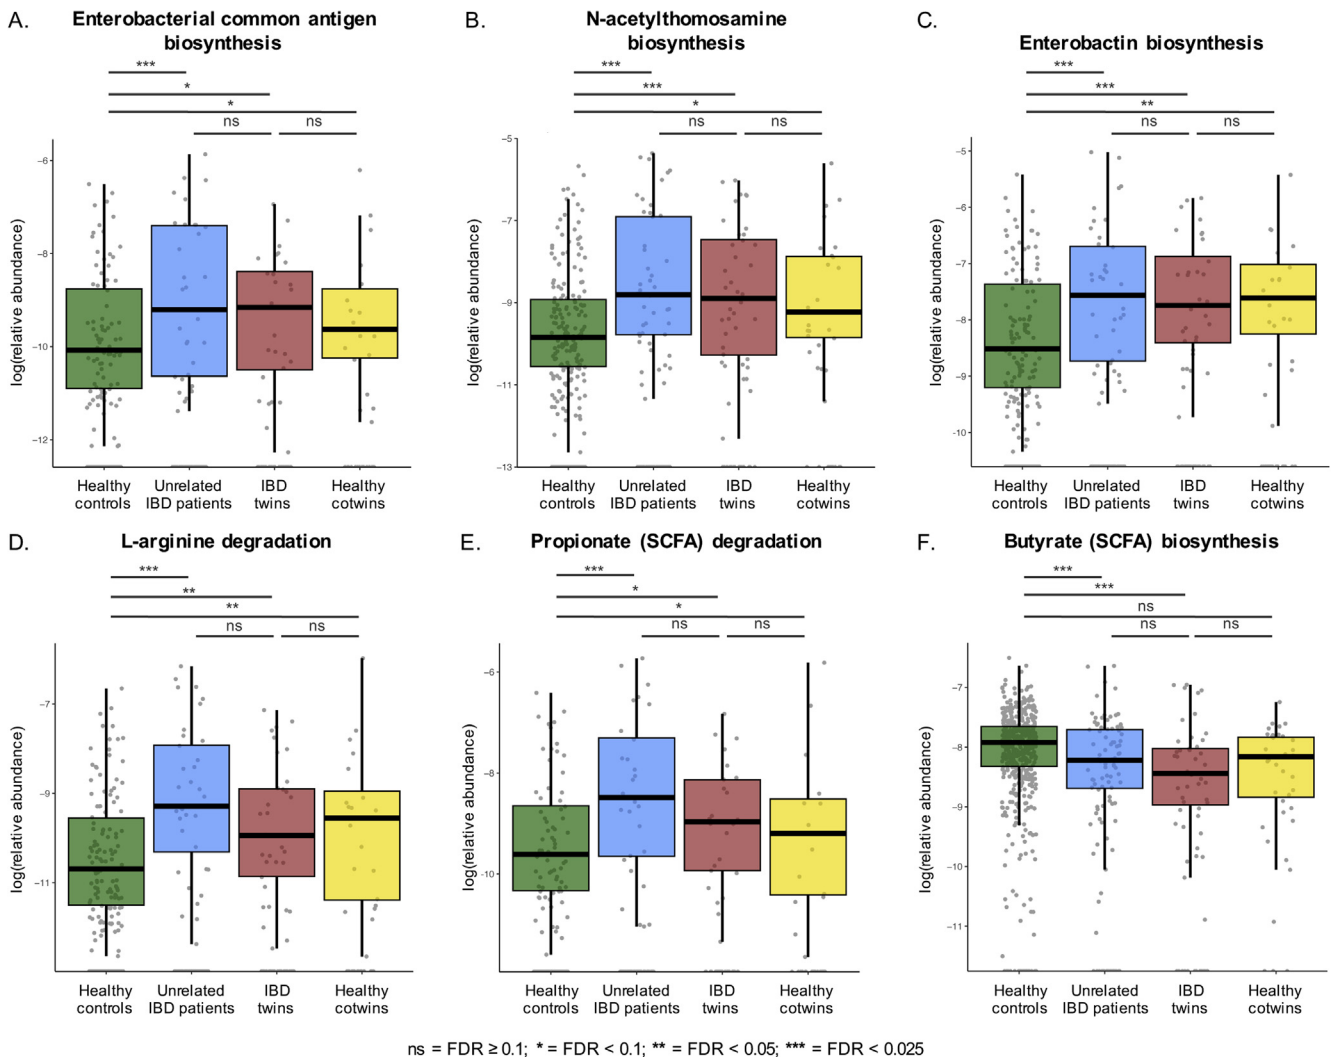 A.
Enterobacterial common antigen
biosynthesis
***
*
*
ns
ns
log(relative abundance)
−6
−8
−10
−12
Healthy
controls
Unrelated
IBD patients
IBD
twins
Healthy
cotwins
B.
N-acetylthomosamine
biosynthesis
***
***
*
ns
ns
log(relative abundance)
−5
−7
−9
−11
−13
Healthy
controls
Unrelated
IBD patients
IBD
twins
Healthy
cotwins
C.
Enterobactin biosynthesis
***
***
**
ns
ns
log(relative abundance)
−5
−6
−7
−8
−9
-10
Healthy
controls
Unrelated
IBD patients
IBD
twins
Healthy
cotwins
D.
L-arginine degradation
***
**
**
ns
ns
log(relative abundance)
−7
−9
−11
Healthy
controls
Unrelated
IBD patients
IBD
twins
Healthy
cotwins
E.
Propionate (SCFA) degradation
***
*
*
ns
ns
log(relative abundance)
−6
−8
-10
Healthy
controls
Unrelated
IBD patients
IBD
twins
Healthy
cotwins
F.
Butyrate (SCFA) biosynthesis
***
***
ns
ns
ns
log(relative abundance)
−7
−8
−9
−10
−11
Healthy
controls
Unrelated
IBD patients
IBD
twins
Healthy
cotwins
ns = FDR ≥ 0.1; * = FDR < 0.1; ** = FDR < 0.05; *** = FDR < 0.025